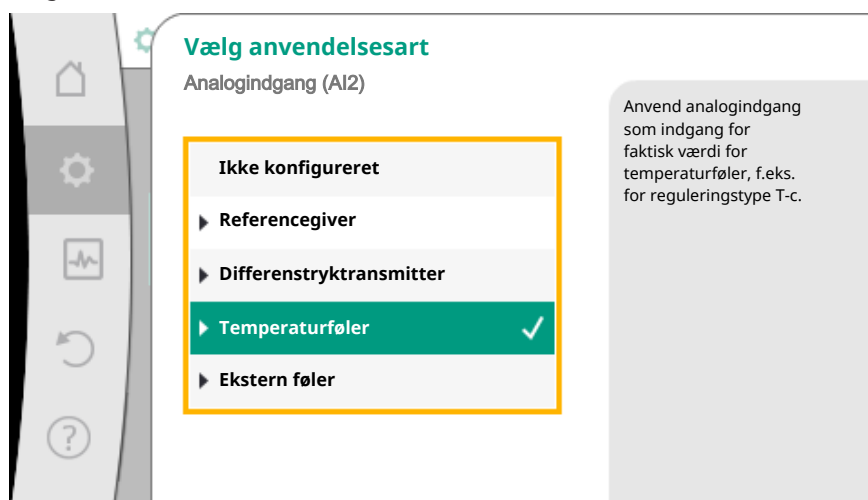 Vælg anvendelsesart
Analogindgang (AI2)
Ikke konfigureret
Referencegiver
Differenstryktransmitter
Temperaturføler
Ekstern føler
Anvend analogindgang
som indgang for
faktisk værdi for
temperaturføler, f.eks.
for reguleringstype T-c.